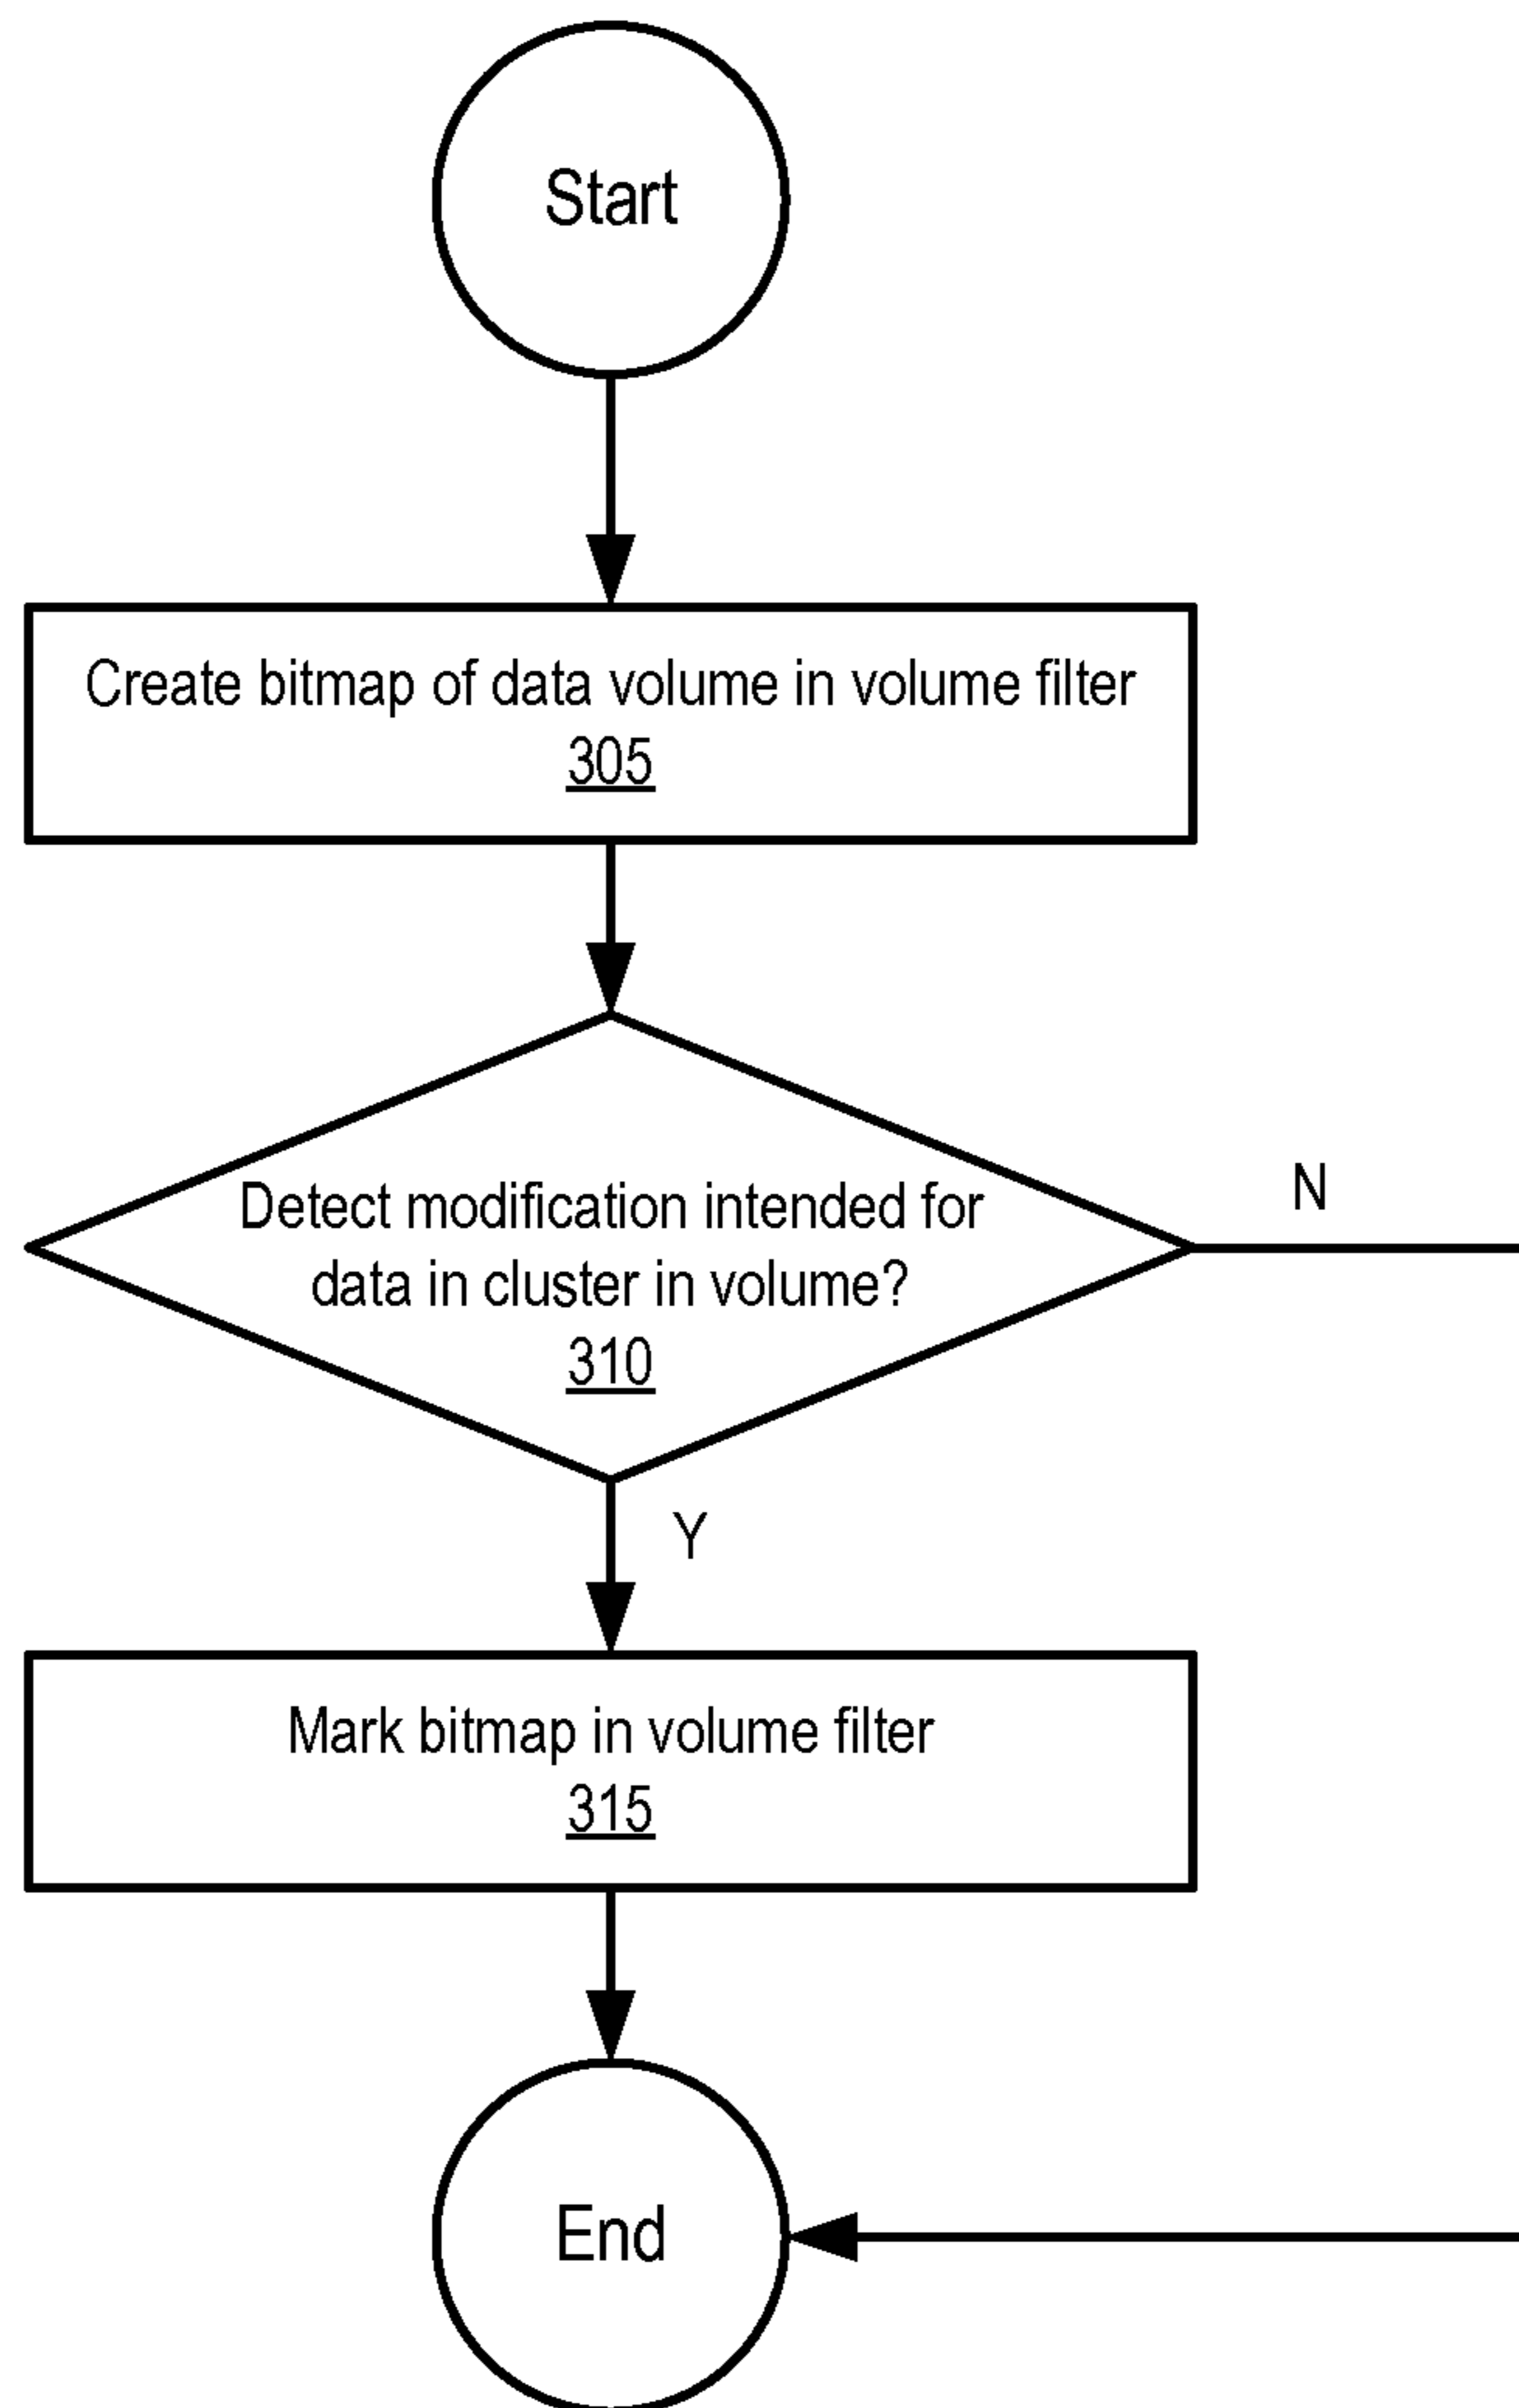 Start
Create bitmap of data volume in volume filter
305
Detect modification intended for
data in cluster in volume?
310
N
Y
Mark bitmap in volume filter
315
End